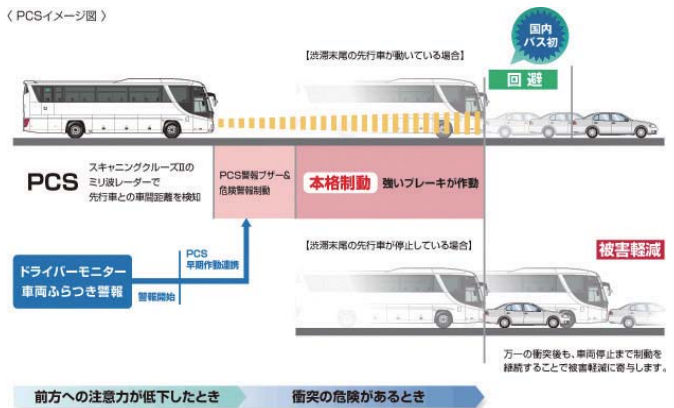 〈 PCSイメージ図 〉
国内
バス初
【渋滞末尾の先行車が動いている場合】
回避
PCS
スキャニングクルーズⅡの
ミリ波レーダーで
先行車との車間距離を検知
PCS警報ブザー&
危険警報制動
本格制動 強いブレーキが作動
PCS
早期作動連携
【渋滞末尾の先行車が停止している場合】
被害軽減
ドライバーモニター
車両ふらつき警報
警報開始
万一の衝突後も、車両停止まで制動を
継続することで被害軽減に寄与します。
前方への注意力が低下したとき
衝突の危険があるとき